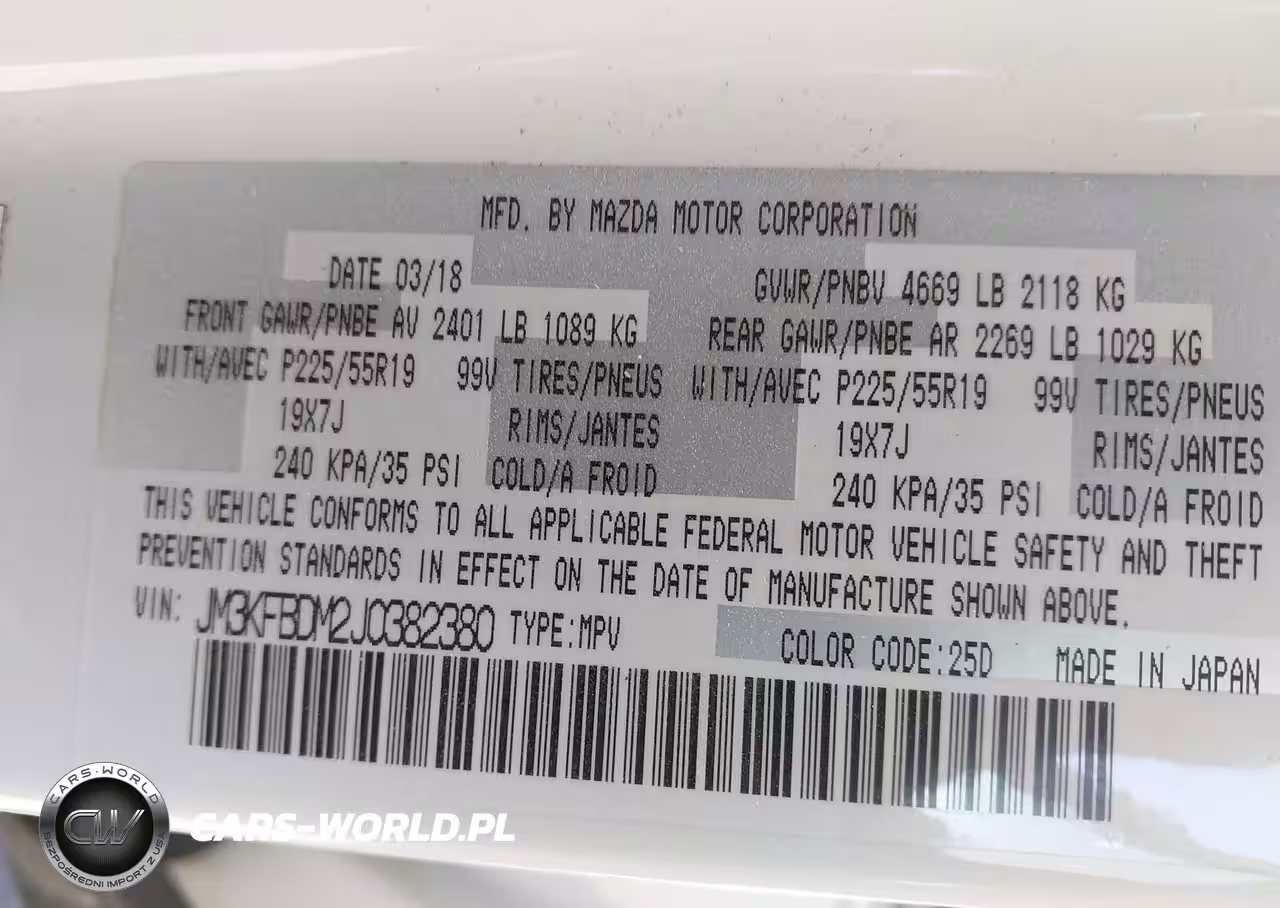 MFD. BY MAZDA MOTOR CORPORATION
DATE 03/18 GVWR/PNBV 4669 LB 2118 KG
FRONT GAWR/PNBE AV 2401 LB 1089 KG REAR GAWR/PNBE AR 2269 LB 1029 KG
WITH/AVEC P225/55R19 99V TIRES/PNEUS WITH/AVEC P225/55R19 99V TIRES/PNEUS
19X7J RIMS/JANTES 19X7J RIMS/JANTES
240 KPA/35 PSI COLD/A FROID 240 KPA/35 PSI COLD/A FROID
THIS VEHICLE CONFORMS TO ALL APPLICABLE FEDERAL MOTOR VEHICLE SAFETY AND THEFT
PREVENTION STANDARDS IN EFFECT ON THE DATE OF MANUFACTURE SHOWN ABOVE.
VIN: JM3KFBDM2J0382380 TYPE:MPV COLOR CODE:25D MADE IN JAPAN
CARS-WORLD
CW
BEZPOŚREDNI IMPORT Z USA
CARS-WORLD.PL